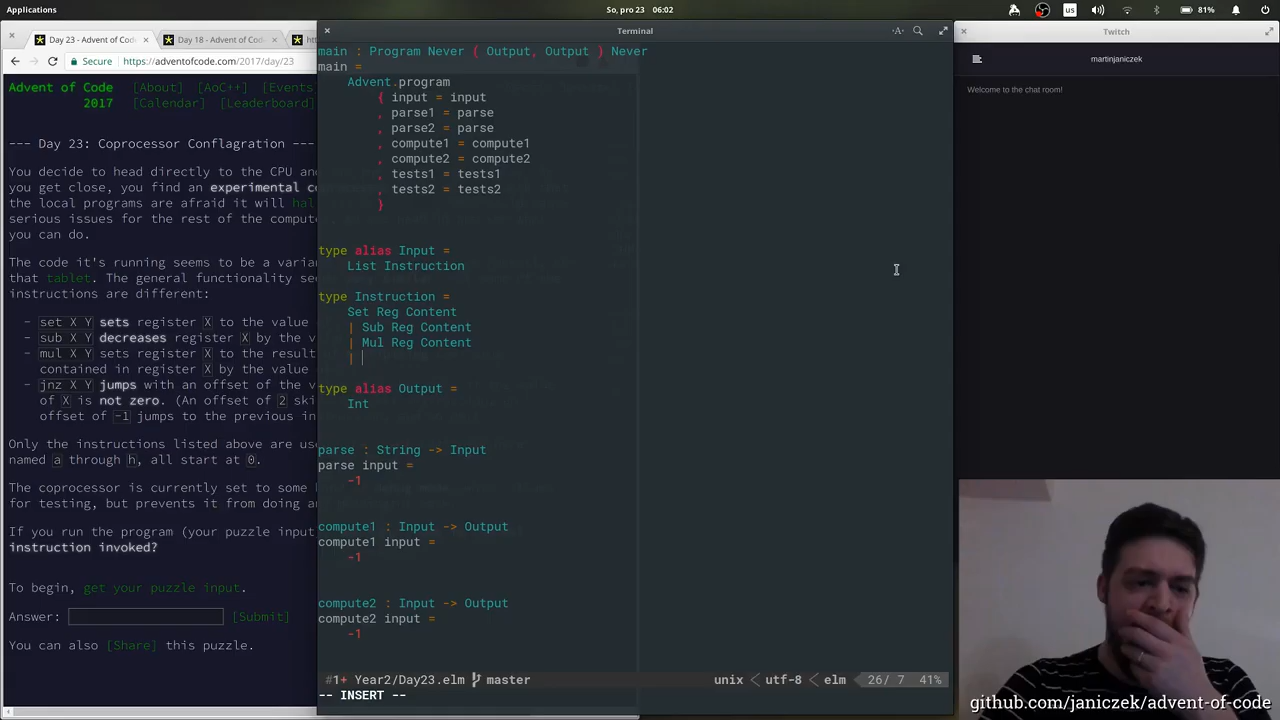 Applications
So, pro 23 06:02
us
81%
Day 23 - Advent of Cod
Day 18 - Advent of Cod
Secure
https://adventofcode.com/2017/day/23
Advent of Code
[About] [AoC++] [Events
2017
[Calendar] [Leaderboard]
--- Day 23: Coprocessor Conflagration ---
You decide to head directly to the CPU and
you get close, you find an experimental co
the local programs are afraid it will hal
serious issues for the rest of the compute
you can do.
The code it's running seems to be a varia
that tablet. The general functionality se
instructions are different:
- set X Y sets register X to the value
- sub X Y decreases register X by the v
- mul X Y sets register X to the result
contained in register X by the value
- jnz X Y jumps with an offset of the v
of X is not zero. (An offset of 2 ski
offset of -1 jumps to the previous in
Only the instructions listed above are us
named a through h, all start at 0.
The coprocessor is currently set to some
for testing, but prevents it from doing an
If you run the program (your puzzle input
instruction invoked?
To begin, get your puzzle input.
Answer:
[Submit]
You can also [Share] this puzzle.
Terminal
main : Program Never ( Output, Output ) Never
main =
Advent.program
{ input = input
, parse1 = parse
, parse2 = parse
, compute1 = compute1
, compute2 = compute2
, tests1 = tests1
, tests2 = tests2
}
type alias Input =
List Instruction
type Instruction =
Set Reg Content
| Sub Reg Content
| Mul Reg Content
|
type alias Output =
Int
parse : String -> Input
parse input =
-1
compute1 : Input -> Output
compute1 input =
-1
compute2 : Input -> Output
compute2 input =
-1
#1+ Year2/Day23.elm master
unix < utf-8 < elm 26/ 7 41%
-- INSERT --
Twitch
martinjaniczek
Welcome to the chat room!
github.com/janiczek/advent-of-code